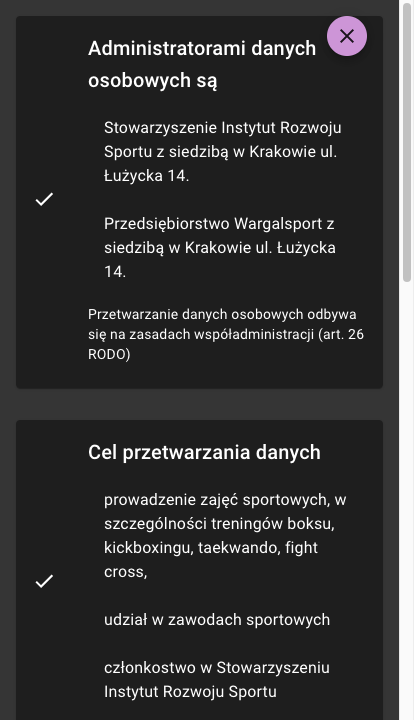 Administratorami danych
osobowych są
Stowarzyszenie Instytut Rozwoju
Sportu z siedzibą w Krakowie ul.
Łużycka 14.
Przedsiębiorstwo Wargalsport z
siedzibą w Krakowie ul. Łużycka
14.
Przetwarzanie danych osobowych odbywa
się na zasadach współadministracji (art. 26
RODO)
Cel przetwarzania danych
prowadzenie zajęć sportowych, w
szczególności treningów boksu,
kickboxingu, taekwando, fight
cross,
udział w zawodach sportowych
członkostwo w Stowarzyszeniu
Instytut Rozwoju Sportu